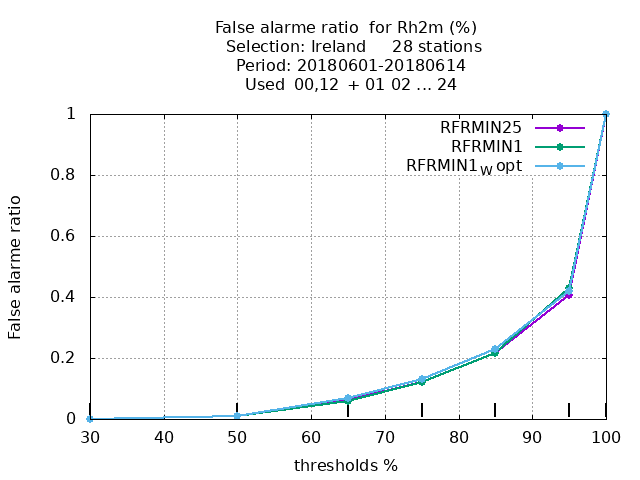 False alarme ratio  for Rh2m (%)
Selection: Ireland     28 stations
Period: 20180601-20180614
Used  00,12  + 01 02 ... 24
RFRMIN25
RFRMIN1
RFRMIN1W opt
False alarme ratio
1
0.8
0.6
0.4
0.2
0
30 40 50 60 70 80 90 100
thresholds %